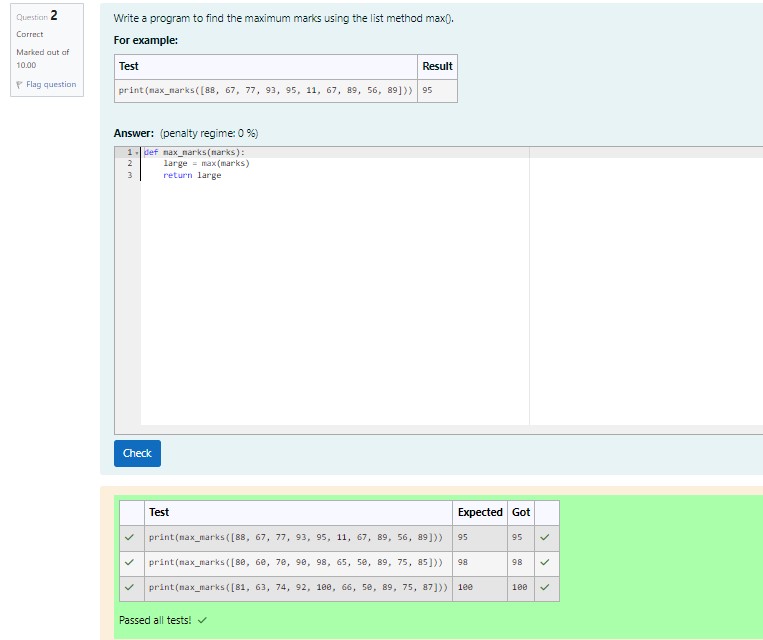 Question 2
Correct
Marked out of
10.00
Flag question
Write a program to find the maximum marks using the list method max().
For example:
Test Result
print(max_marks([88, 67, 77, 93, 95, 11, 67, 89, 56, 89])) 95
Answer: (penalty regime: 0 %)
1 def max_marks(marks):
2 large = max(marks)
3 return large
Check
Test Expected Got
print(max_marks([88, 67, 77, 93, 95, 11, 67, 89, 56, 89])) 95 95
print(max_marks([80, 60, 70, 90, 98, 65, 50, 89, 75, 85])) 98 98
print(max_marks([81, 63, 74, 92, 100, 66, 50, 89, 75, 87])) 100 100
Passed all tests!